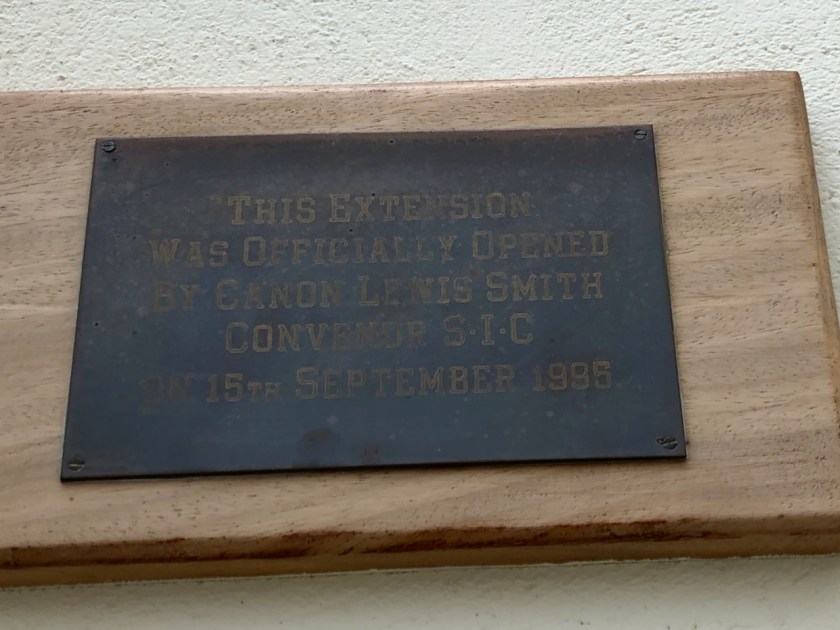 This Extension
Was Officially Opened
By Canon Lewis Smith
Convenor S·I·C
On 15th September 1995